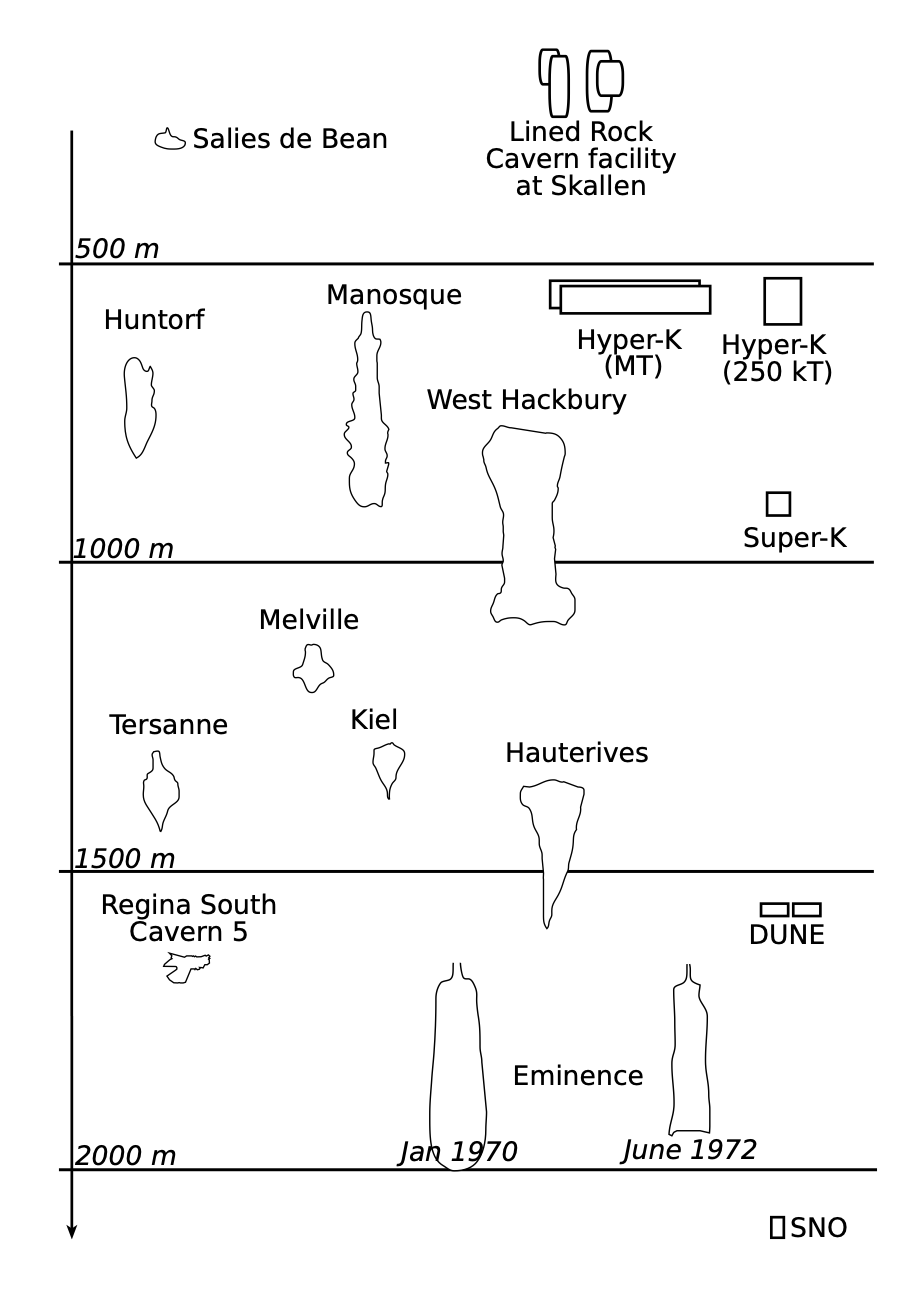 Salies de Bean
Lined Rock
Cavern facility
at Skallen
500 m
Manosque
Huntorf
Hyper-K
(MT)
Hyper-K
(250 kT)
West Hackbury
Super-K
1000 m
Melville
Kiel
Tersanne
Hauterives
1500 m
Regina South
Cavern 5
DUNE
Eminence
Jan 1970
June 1972
2000 m
SNO